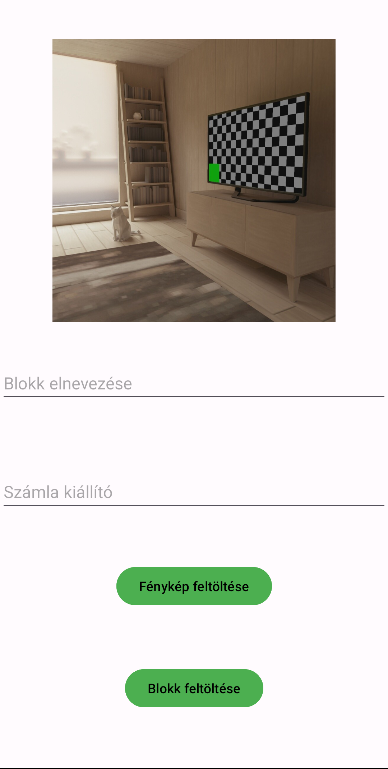 Blokk elnevezése
Számla kiállító
Fénykép feltöltése
Blokk feltöltése